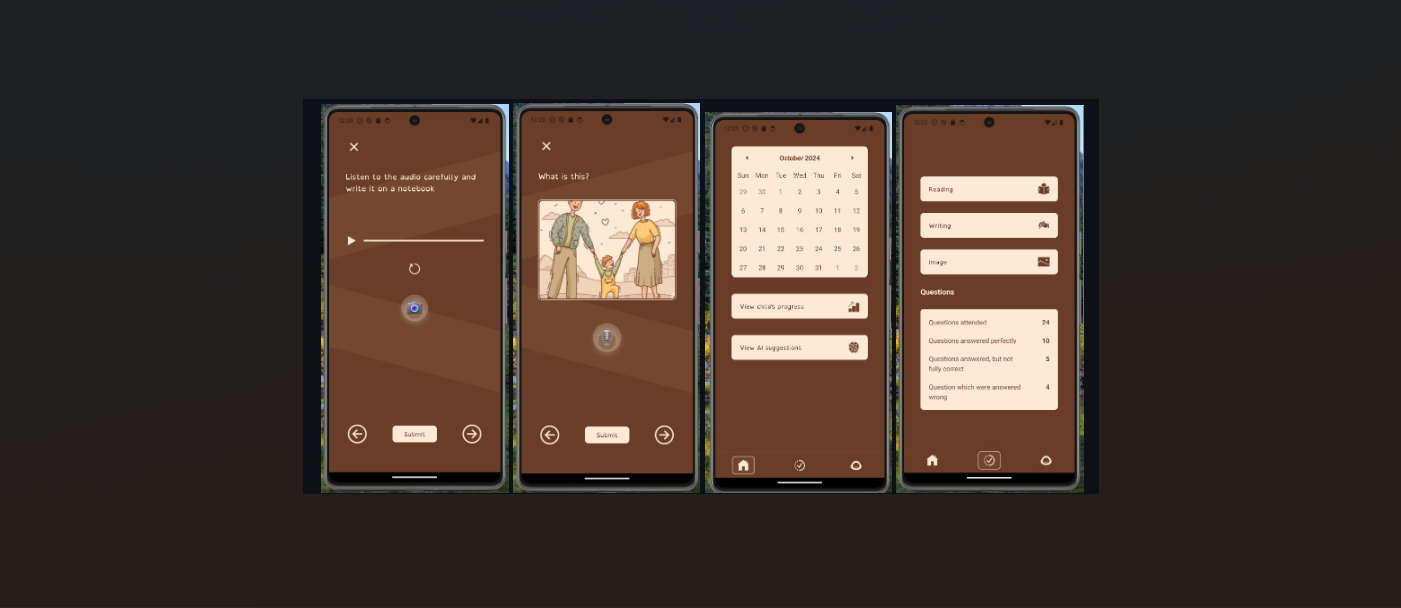 12:20
Listen to the audio carefully and
write it on a notebook
Submit
12:20
What is this?
Submit
12:21
October 2024
Sun Mon Tue Wed Thu Fri Sat
29 30 1 2 3 4 5
6 7 8 9 10 11 12
13 14 15 16 17 18 19
20 21 22 23 24 25 26
27 28 29 30 31 1 2
View child's progress
View AI suggestions
Reading
Writing
Image
Questions
Questions attended 24
Questions answered perfectly 10
Questions answered, but not 5
fully correct
Question which were answered 4
wrong